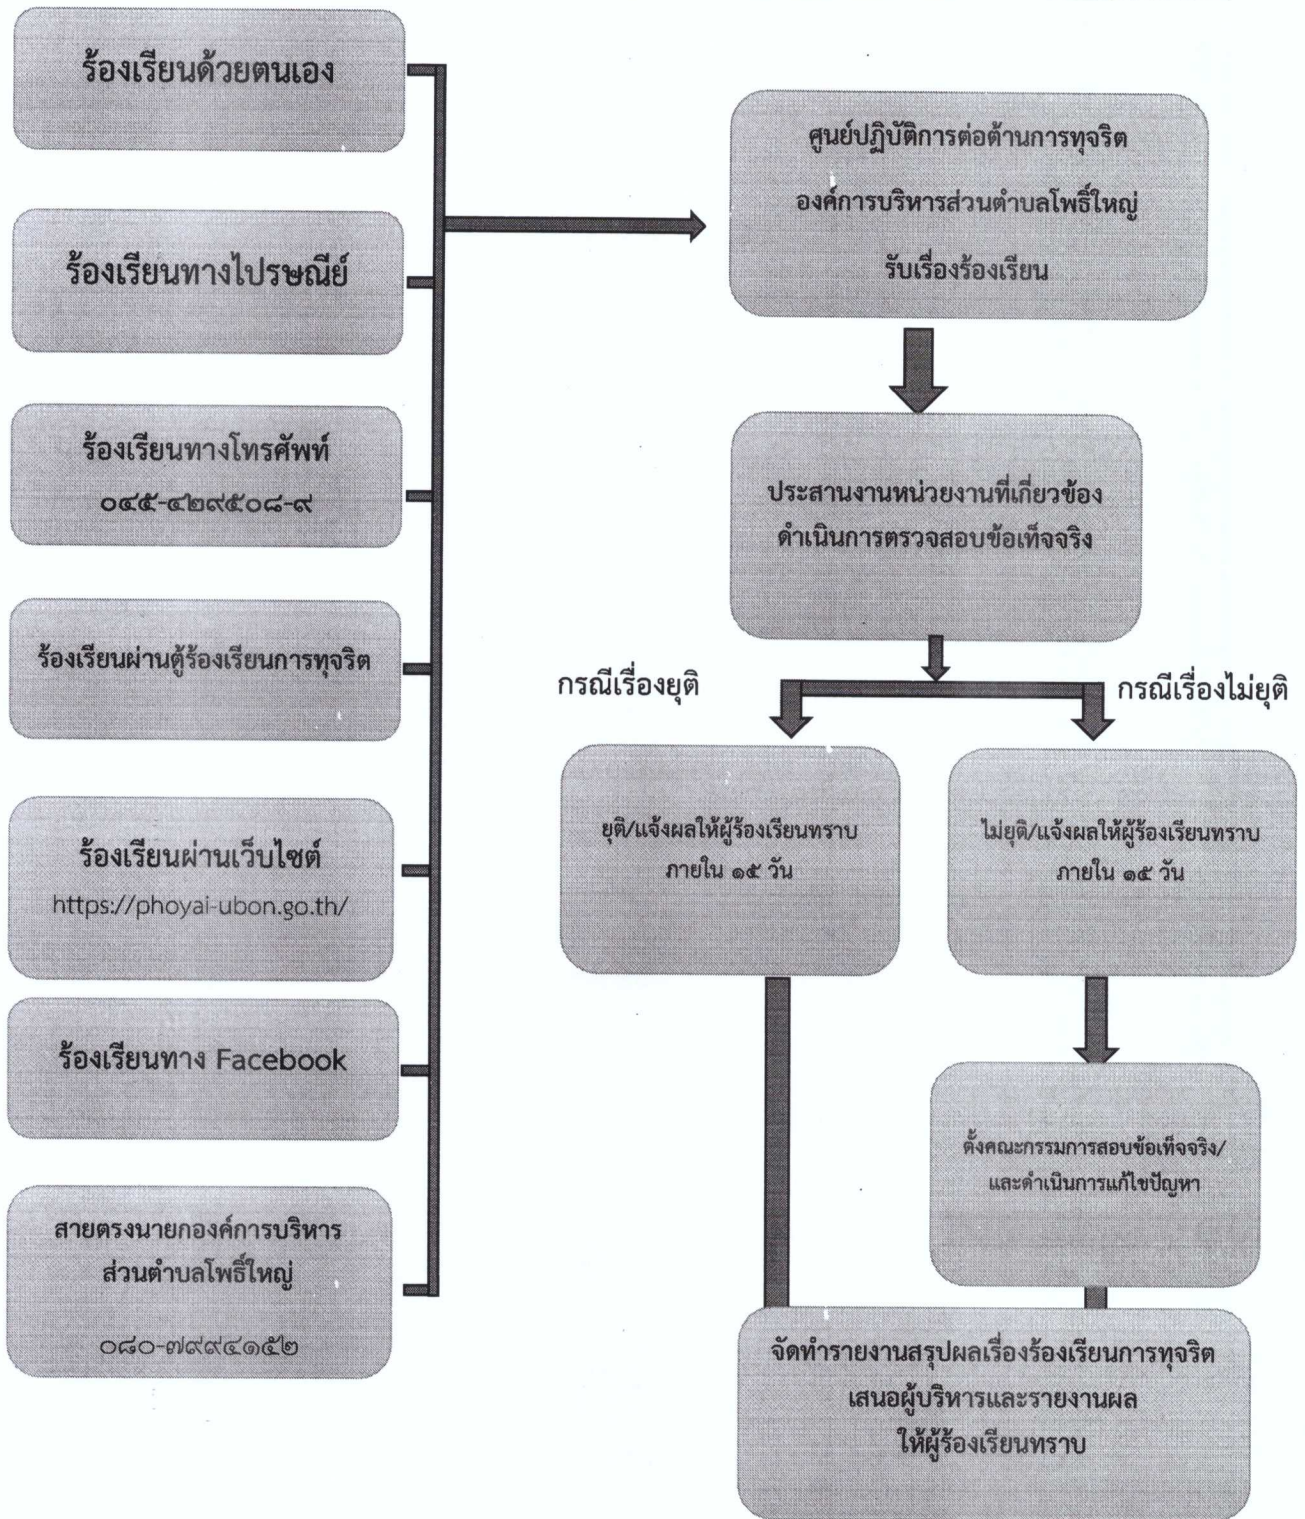 ร้องเรียนด้วยตนเอง
ร้องเรียนทางไปรษณีย์
ร้องเรียนทางโทรศัพท์
๐๔๕-๔๒๙๕๐๘-๙
ร้องเรียนผ่านตู้ร้องเรียนการทุจริต
ร้องเรียนผ่านเว็บไซต์
https://phoyai-ubon.go.th/
ร้องเรียนทาง Facebook
สายตรงนายกองค์การบริหาร
ส่วนตำบลโพธิ์ใหญ่
๐๘๐-๗๙๙๔๑๕๒
ศูนย์ปฏิบัติการต่อต้านการทุจริต
องค์การบริหารส่วนตำบลโพธิ์ใหญ่
รับเรื่องร้องเรียน
ประสานงานหน่วยงานที่เกี่ยวข้อง
ดำเนินการตรวจสอบข้อเท็จจริง
กรณีเรื่องยุติ
กรณีเรื่องไม่ยุติ
ยุติ/แจ้งผลให้ผู้ร้องเรียนทราบ
ภายใน ๑๕ วัน
ไม่ยุติ/แจ้งผลให้ผู้ร้องเรียนทราบ
ภายใน ๑๕ วัน
ตั้งคณะกรรมการสอบข้อเท็จจริง/
และดำเนินการแก้ไขปัญหา
จัดทำรายงานสรุปผลเรื่องร้องเรียนการทุจริต
เสนอผู้บริหารและรายงานผล
ให้ผู้ร้องเรียนทราบ